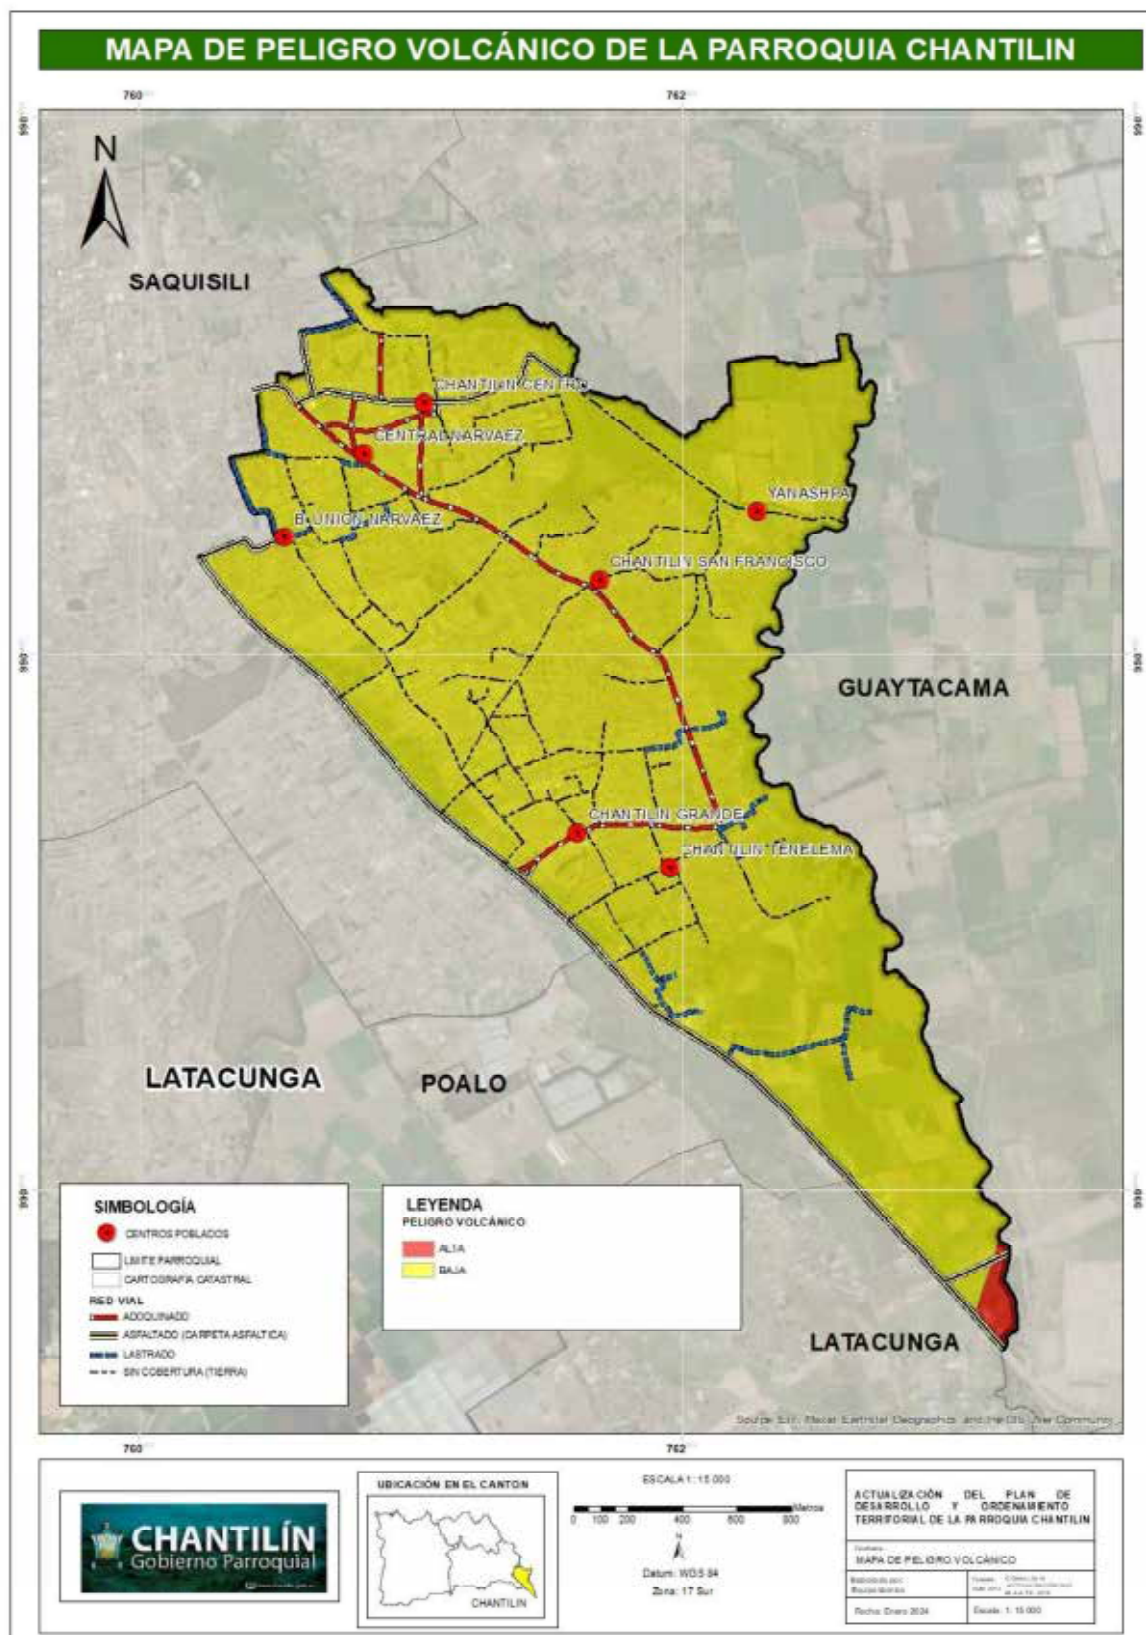 MAPA DE PELIGRO VOLCÁNICO DE LA PARROQUIA CHANTILIN
760
762
N
SAQUISILI
CHANTILIN CENTRO
CENTRAL NARVAEZ
YANASHPA
B. UNION NARVAEZ
CHANTILIN SAN FRANCISCO
990
990
GUAYTACAMA
CHANTILIN GRANDE
CHANTILIN TENELEMA
LATACUNGA
POALO
SIMBOLOGÍA
CENTROS POBLADOS
LIMITE PARROQUIAL
CARTOGRAFIA CATASTRAL
RED VIAL
ADOQUINADO
ASFALTADO (CARPETA ASFALTICA)
LASTRADO
SIN COBERTURA (TIERRA)
LEYENDA
PELIGRO VOLCÁNICO
ALTA
BAJA
LATACUNGA
760
762
CHANTILÍN
Gobierno Parroquial
UBICACIÓN EN EL CANTON
CHANTILIN
ESCALA 1:15 000
Metros
0 100 200 400 600 800
N
Datum: WGS 84
Zona: 17 Sur
ACTUALIZACIÓN DEL PLAN DE
DESARROLLO Y ORDENAMIENTO
TERRITORIAL DE LA PARROQUIA CHANTILIN
MAPA DE PELIGRO VOLCÁNICO
Fecha: Enero 2024
Escala: 1: 15 000